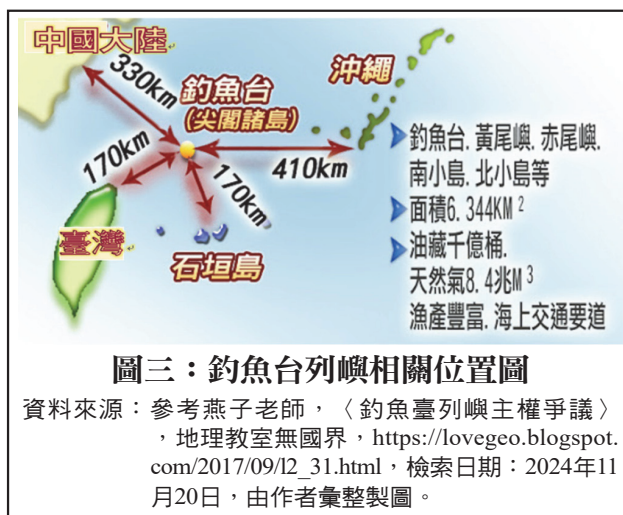 中國大陸
330km
釣魚台
(尖閣諸島)
沖繩
170km
410km
170km
臺灣
石垣島
釣魚台. 黃尾嶼. 赤尾嶼.
南小島. 北小島等
面積6. 344KM²
油藏千億桶.
天然氣8. 4兆M³
漁產豐富. 海上交通要道
圖三：釣魚台列嶼相關位置圖
資料來源：參考燕子老師，〈釣魚臺列嶼主權爭議〉
，地理教室無國界，https://lovegeo.blogspot.
com/2017/09/l2_31.html，檢索日期：2024年11
月20日，由作者彙整製圖。